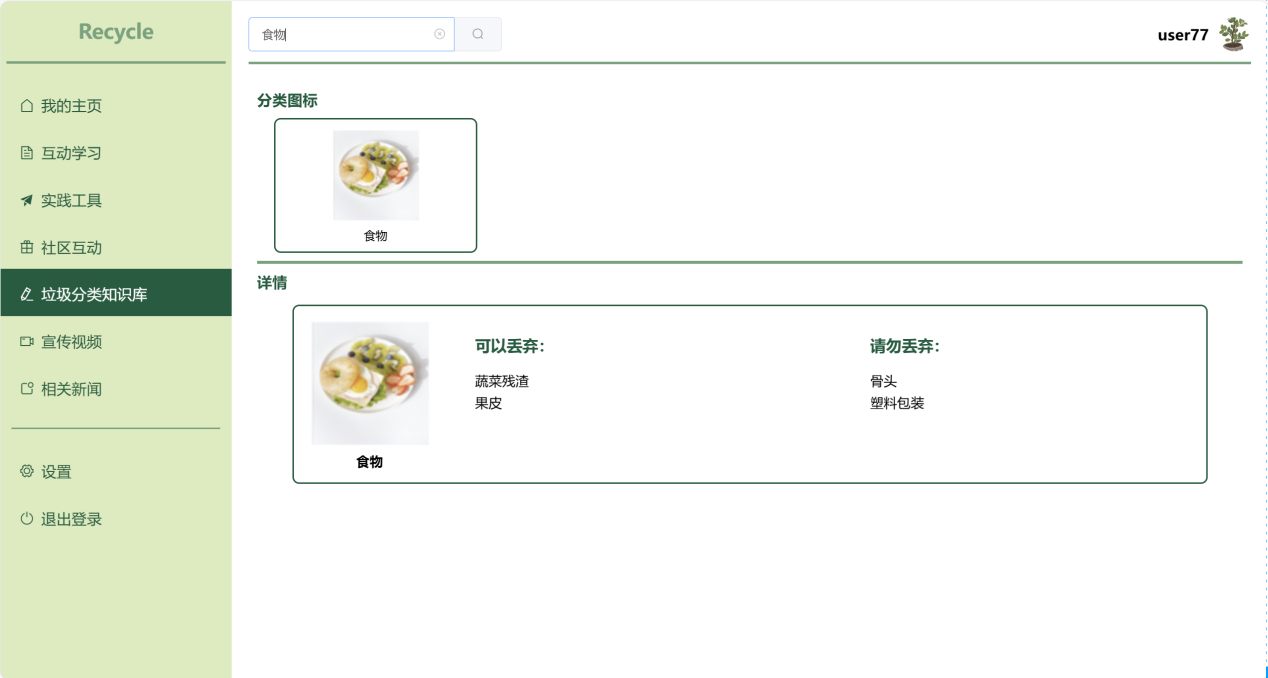 Recycle
食物
user77
我的主页
互动学习
实践工具
社区互动
垃圾分类知识库
宣传视频
相关新闻
设置
退出登录
分类图标
食物
详情
食物
可以丢弃：
蔬菜残渣
果皮
请勿丢弃：
骨头
塑料包装